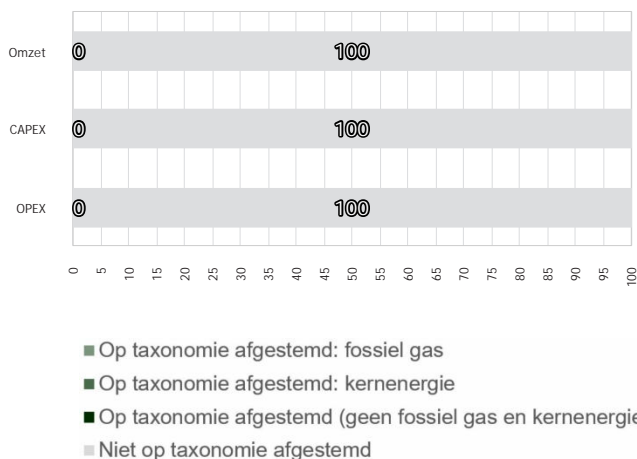 Omzet 0 100
CAPEX 0 100
OPEX 0 100
0 5 10 15 20 25 30 35 40 45 50 55 60 65 70 75 80 85 90 95 100
Op taxonomie afgestemd: fossiel gas
Op taxonomie afgestemd: kernenergie
Op taxonomie afgestemd (geen fossiel gas en kernenergie
Niet op taxonomie afgestemd